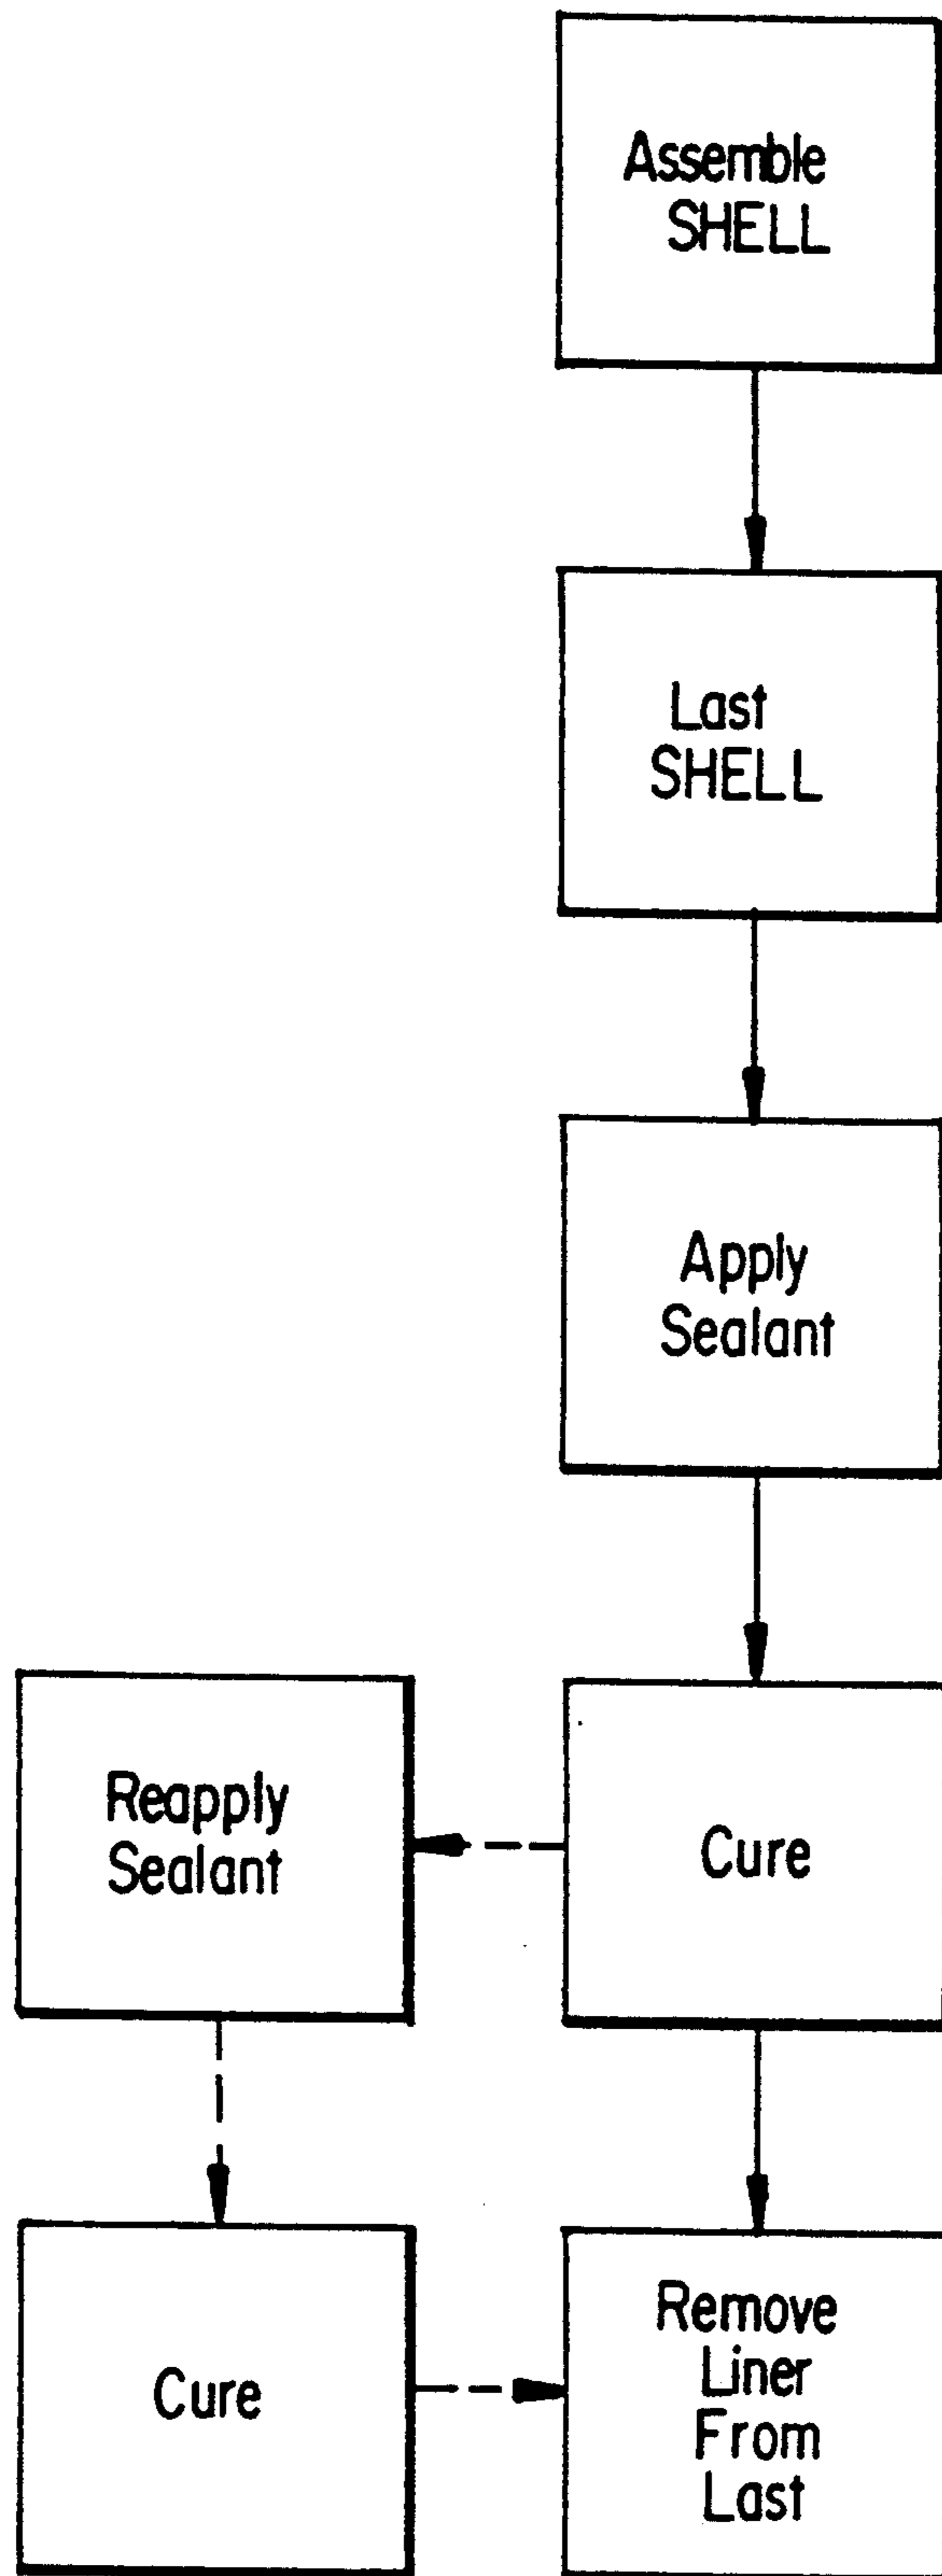 Assemble
SHELL
Last
SHELL
Apply
Sealant
Cure
Reapply
Sealant
Cure
Remove
Liner
From
Last